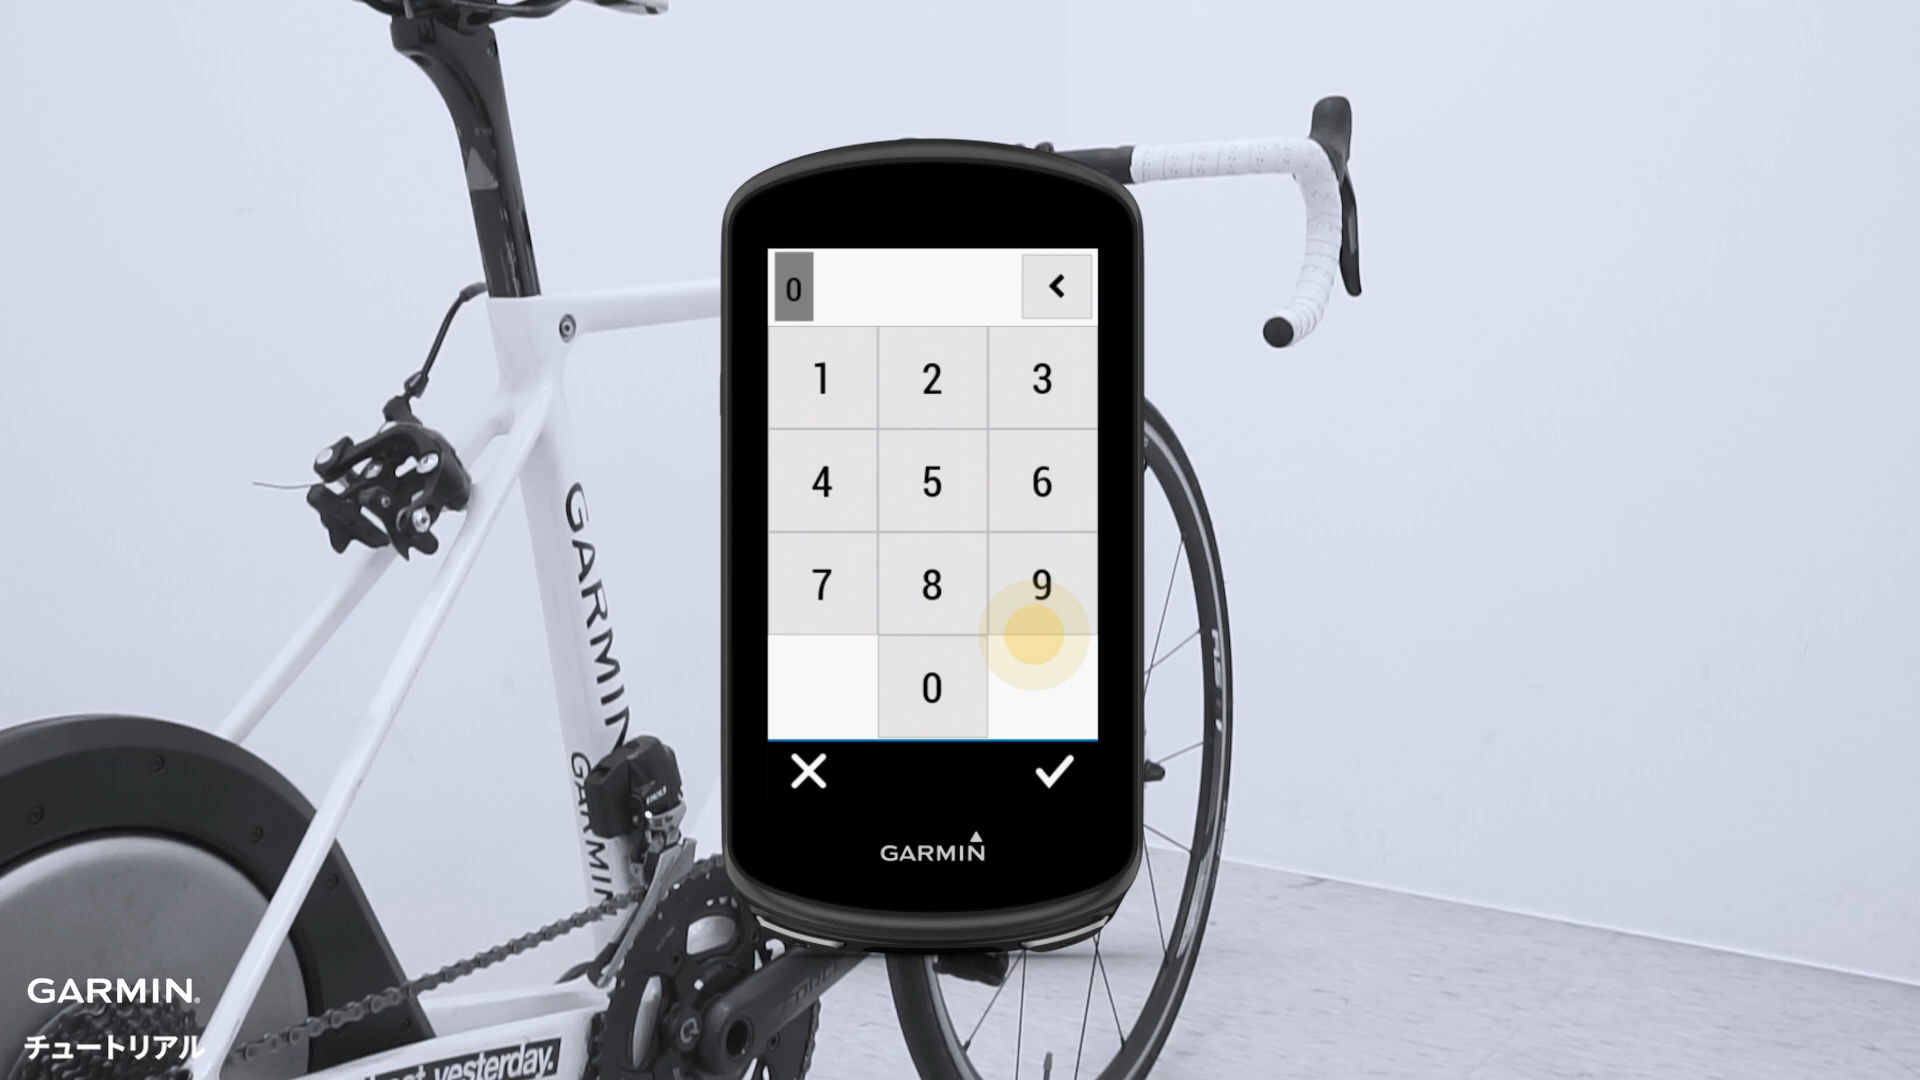 0
1 2 3
4 5 6
7 8 9
0
GARMIN
GARMIN
GARMIN
yesterday.
GARMIN
チュートリアル